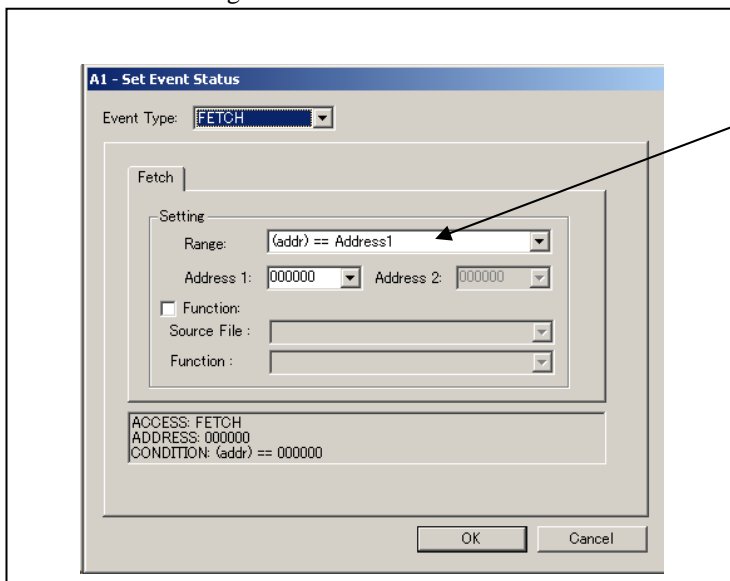 A1 - Set Event Status
Event Type: FETCH
Fetch
Setting
Range: (addr) == Address1
Address 1: 000000 Address 2: 000000
Function:
Source File :
Function :
ACCESS: FETCH
ADDRESS: 000000
CONDITION: (addr) == 000000
OK Cancel